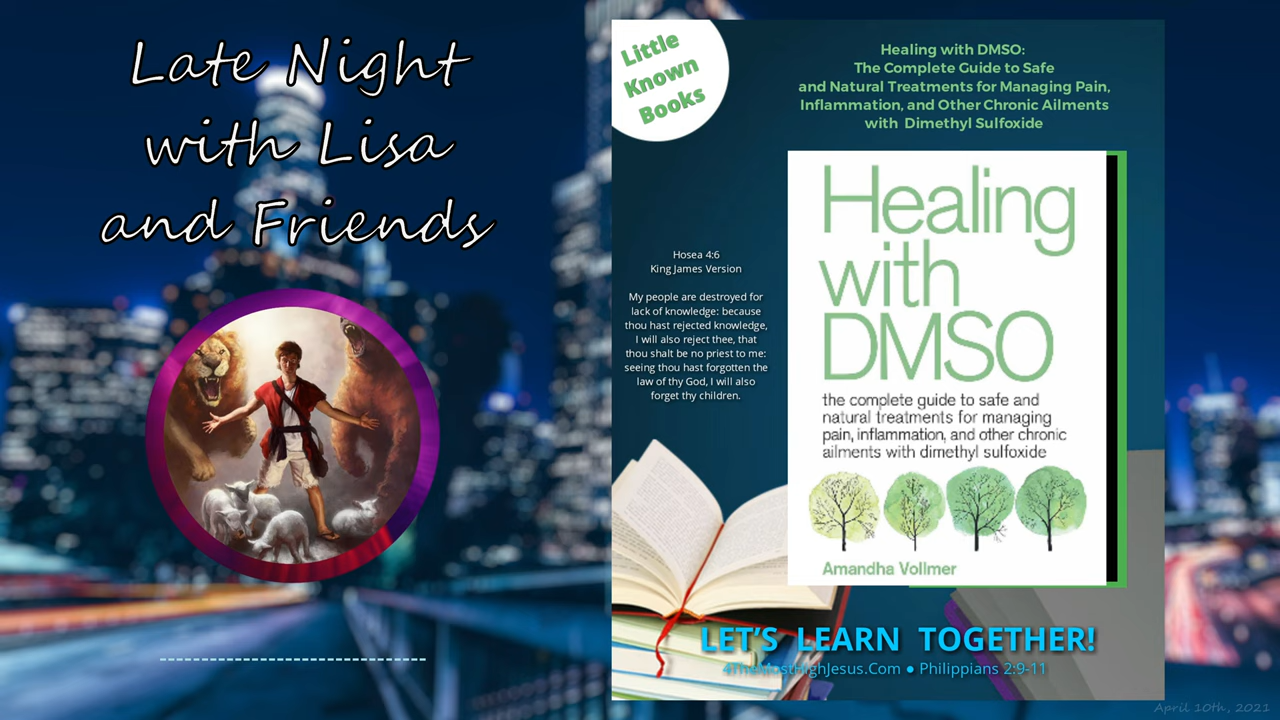 Late Night
with Lisa
and Friends
Little
Known
Books
Healing with DMSO:
The Complete Guide to Safe
and Natural Treatments for Managing Pain,
Inflammation, and Other Chronic Ailments
with Dimethyl Sulfoxide
Hosea 4:6
King James Version
My people are destroyed for
lack of knowledge: because
thou hast rejected knowledge,
I will also reject thee, that
thou shalt be no priest to me:
seeing thou hast forgotten the
law of thy God, I will also
forget thy children.
Healing
with
DMSO
the complete guide to safe and
natural treatments for managing
pain, inflammation, and other chronic
ailments with dimethyl sulfoxide
Amandha Vollmer
LET'S LEARN TOGETHER!
4TheMostHighJesus.Com ● Philippians 2:9-11
April 10th, 2021